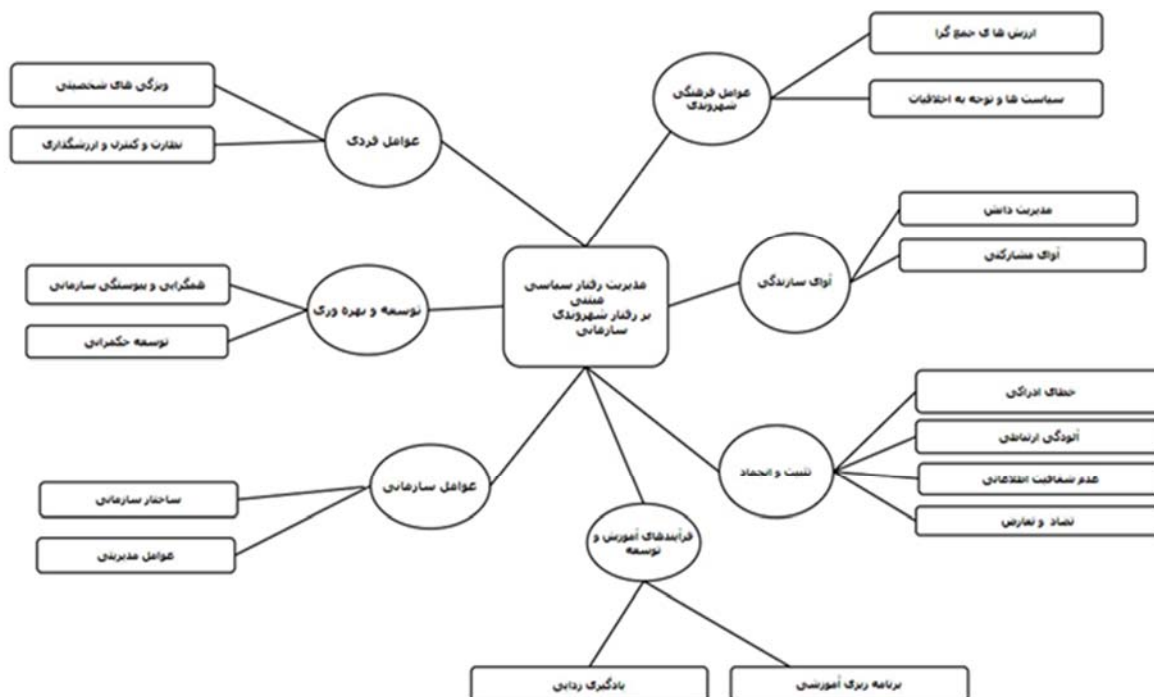 ارزش ها ی جمع گرا
عوامل فرهنگی
شهروندی
سیاست ها و توجه به اخلاقیات
ویژگی های شخصیتی
عوامل فردی
نظارت و کنترل و ارزشگذاری
مدیریت دانش
آوای سازندگی
آوای مشارکتی
مدیریت رفتار سیاسی
مبتنی
بر رفتار شهروندی
سازمانی
همگرایی و پیوستگی سازمانی
توسعه و بهره وری
توسعه حکمرانی
خطای ادراکی
آلودگی ارتباطی
تثبیت و انجماد
عدم شفافیت اطلاعاتی
تضاد و تعارض
ساختار سازمانی
عوامل سازمانی
عوامل مدیریتی
فرآیندهای آموزش و
توسعه
برنامه ریزی آموزشی
یادگیری ردیابی